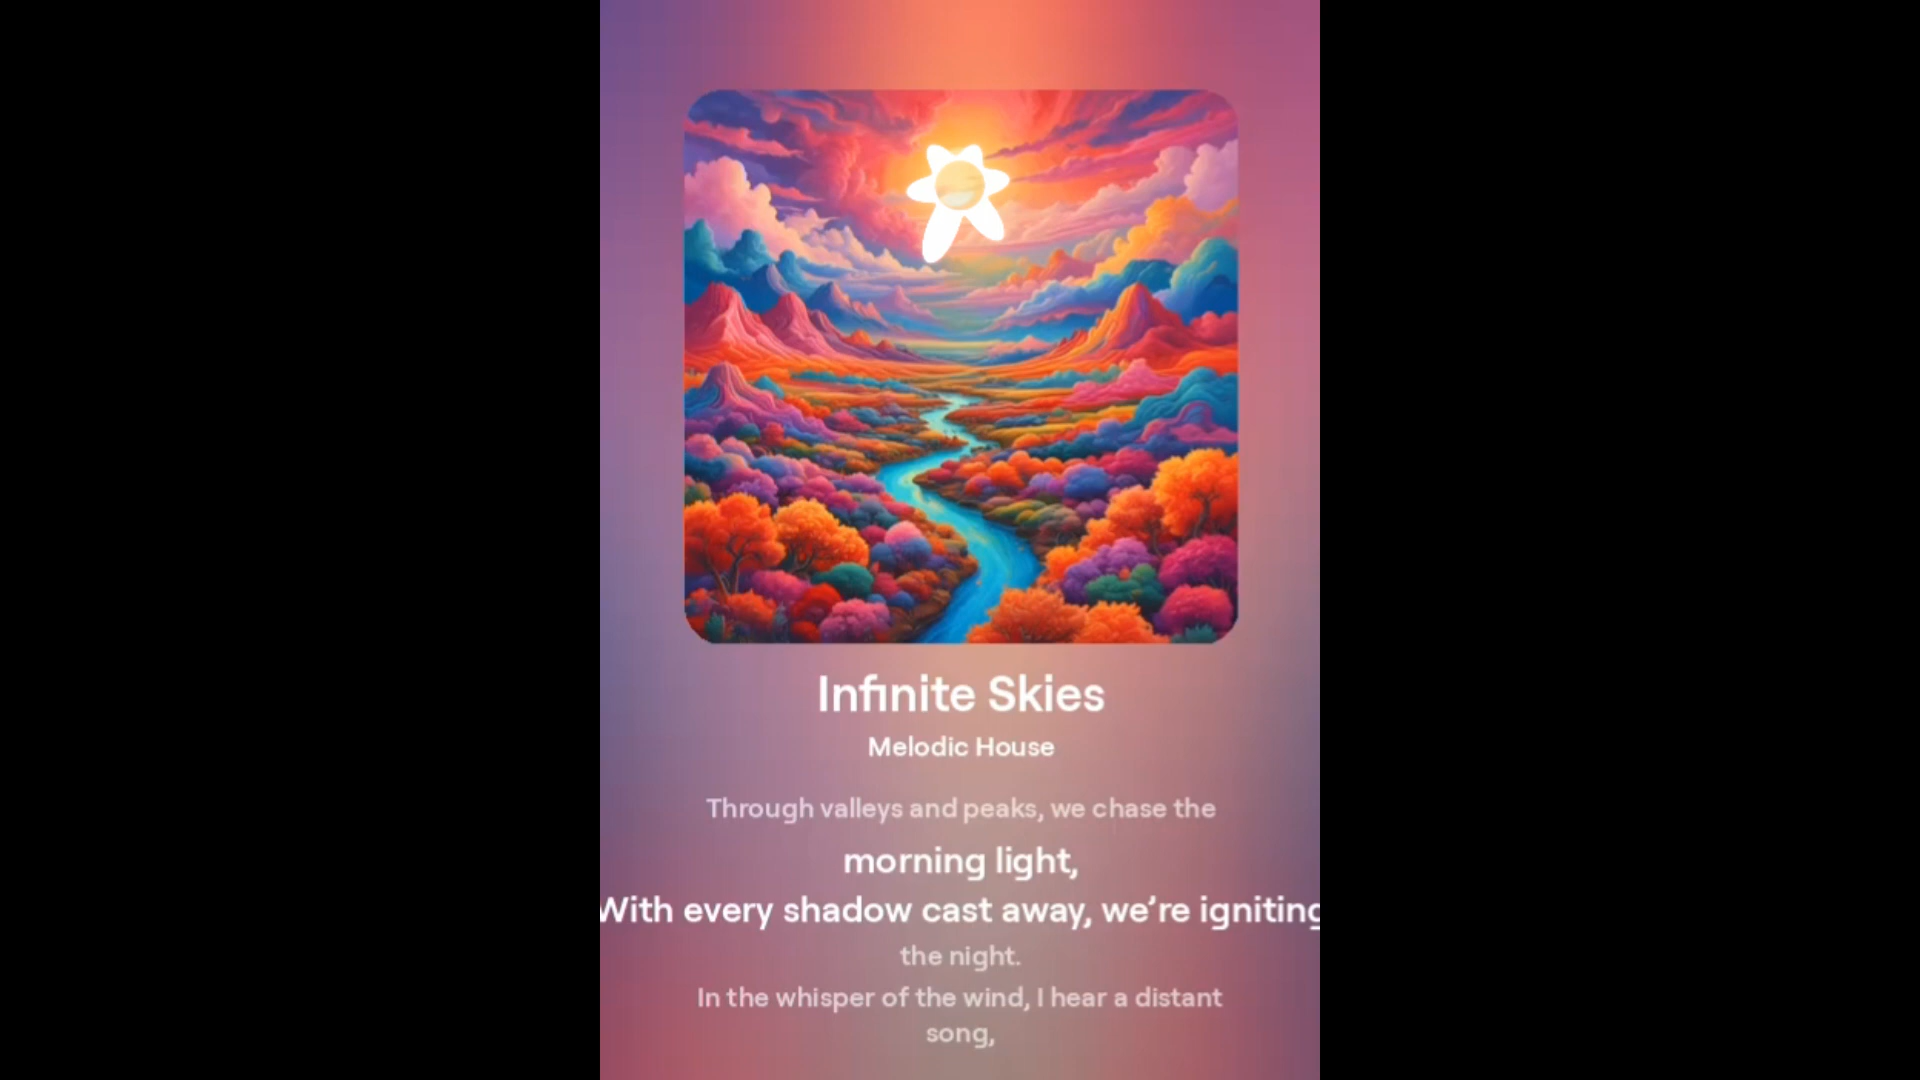 Infinite Skies
Melodic House
Through valleys and peaks, we chase the
morning light,
With every shadow cast away, we’re igniting
the night.
In the whisper of the wind, I hear a distant
song,